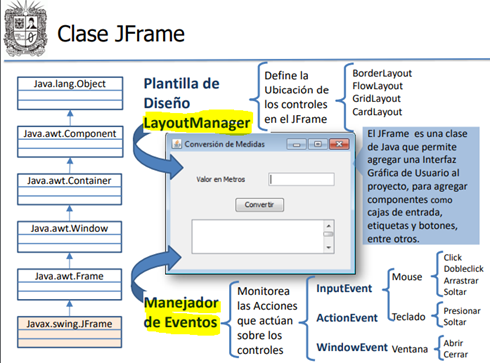 Clase JFrame
Java.lang.Object
Java.awt.Component
Java.awt.Container
Java.awt.Window
Java.awt.Frame
Javax.swing.JFrame
Plantilla de
Diseño
LayoutManager
Define la
Ubicación de
los controles
en el JFrame
BorderLayout
FlowLayout
GridLayout
CardLayout
Conversión de Medidas
Valor en Metros
Convertir
El JFrame es una clase
de Java que permite
agregar una Interfaz
Gráfica de Usuario al
proyecto, para agregar
componentes como
cajas de entrada,
etiquetas y botones,
entre otros.
Manejador
de Eventos
Monitorea
las Acciones
que actúan
sobre los
controles
InputEvent
ActionEvent
WindowEvent
Mouse
Teclado
Ventana
Click
Dobleclick
Arrastrar
Soltar
Presionar
Soltar
Abrir
Cerrar